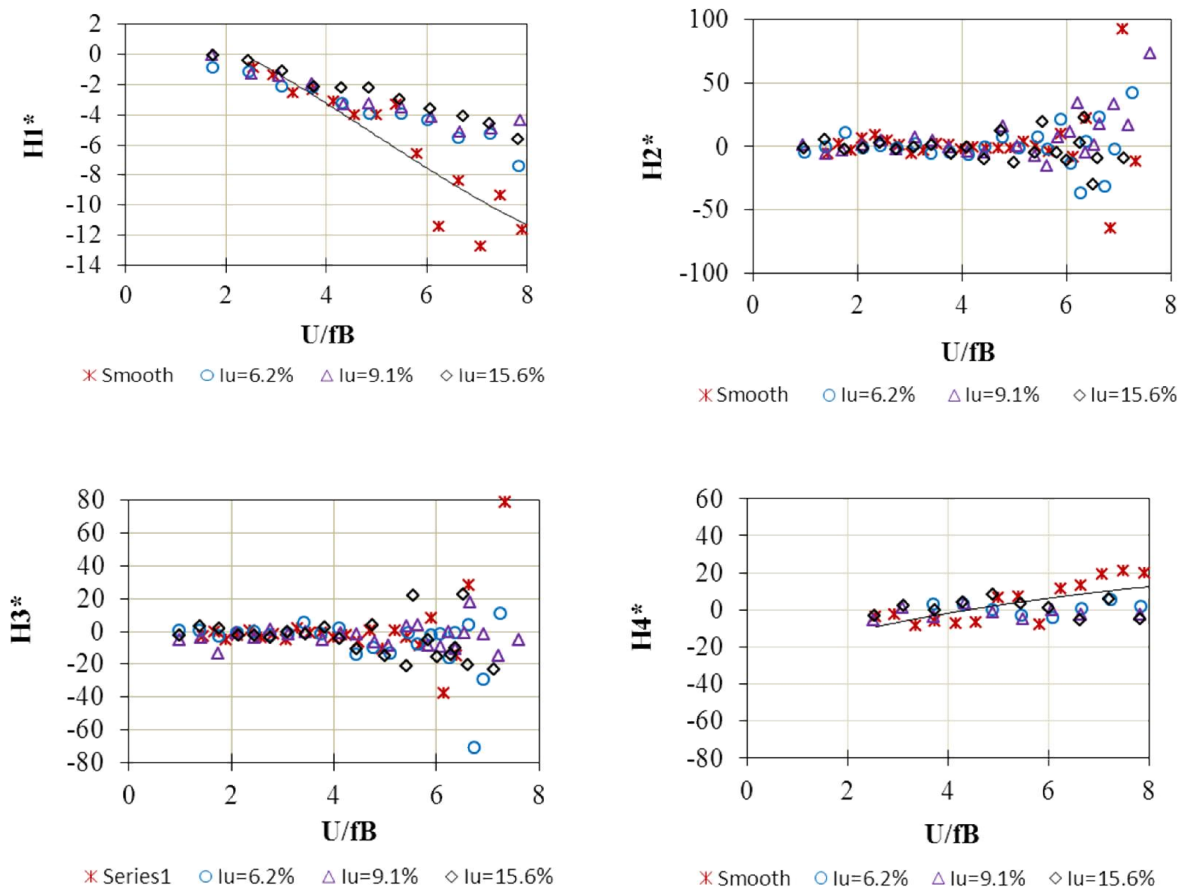 2
0
-2
-4
-6
-8
-10
-12
-14
H1*
0 2 4 6 8
U/fB
Smooth Iu=6.2% Iu=9.1% Iu=15.6%
100
50
0
-50
-100
H2*
0 2 4 6 8
U/fB
Smooth Iu=6.2% Iu=9.1% Iu=15.6%
80
60
40
20
0
-20
-40
-60
-80
H3*
0 2 4 6 8
U/fB
Series1 Iu=6.2% Iu=9.1% Iu=15.6%
60
40
20
0
-20
-40
-60
-80
H4*
0 2 4 6 8
U/fB
Smooth Iu=6.2% Iu=9.1% Iu=15.6%